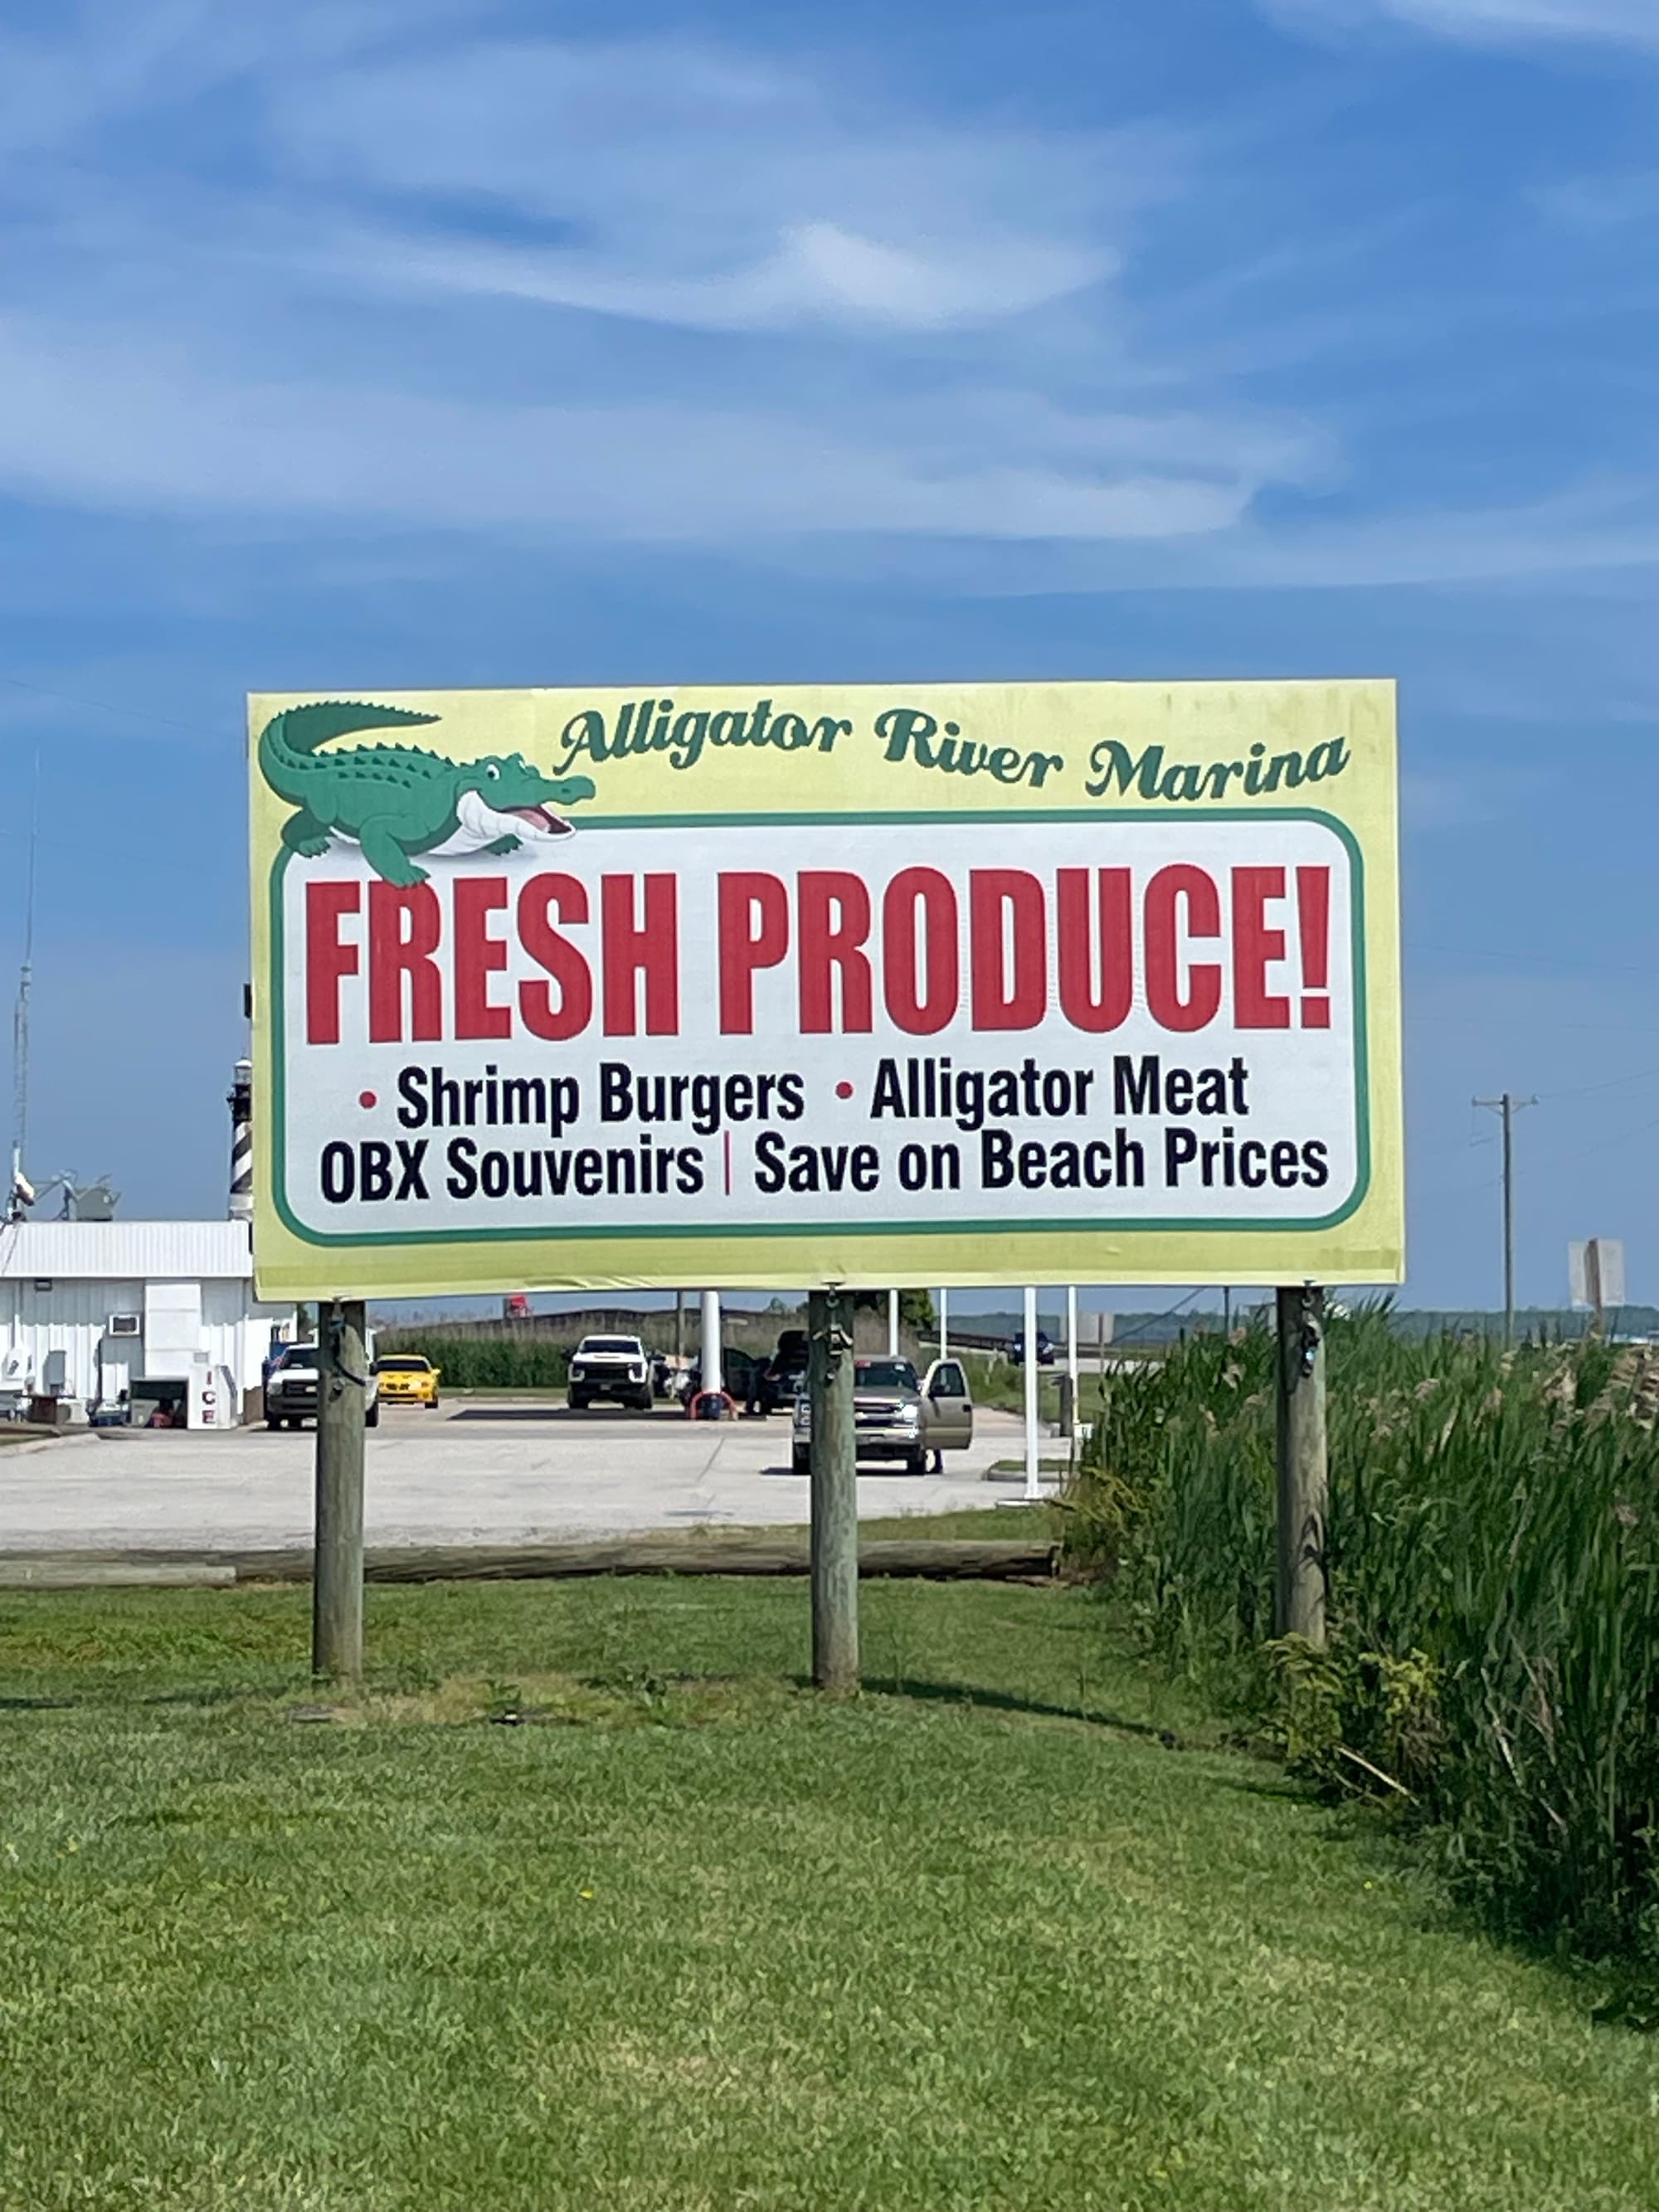 Alligator River Marina
FRESH PRODUCE!
• Shrimp Burgers • Alligator Meat
OBX Souvenirs | Save on Beach Prices
ICE